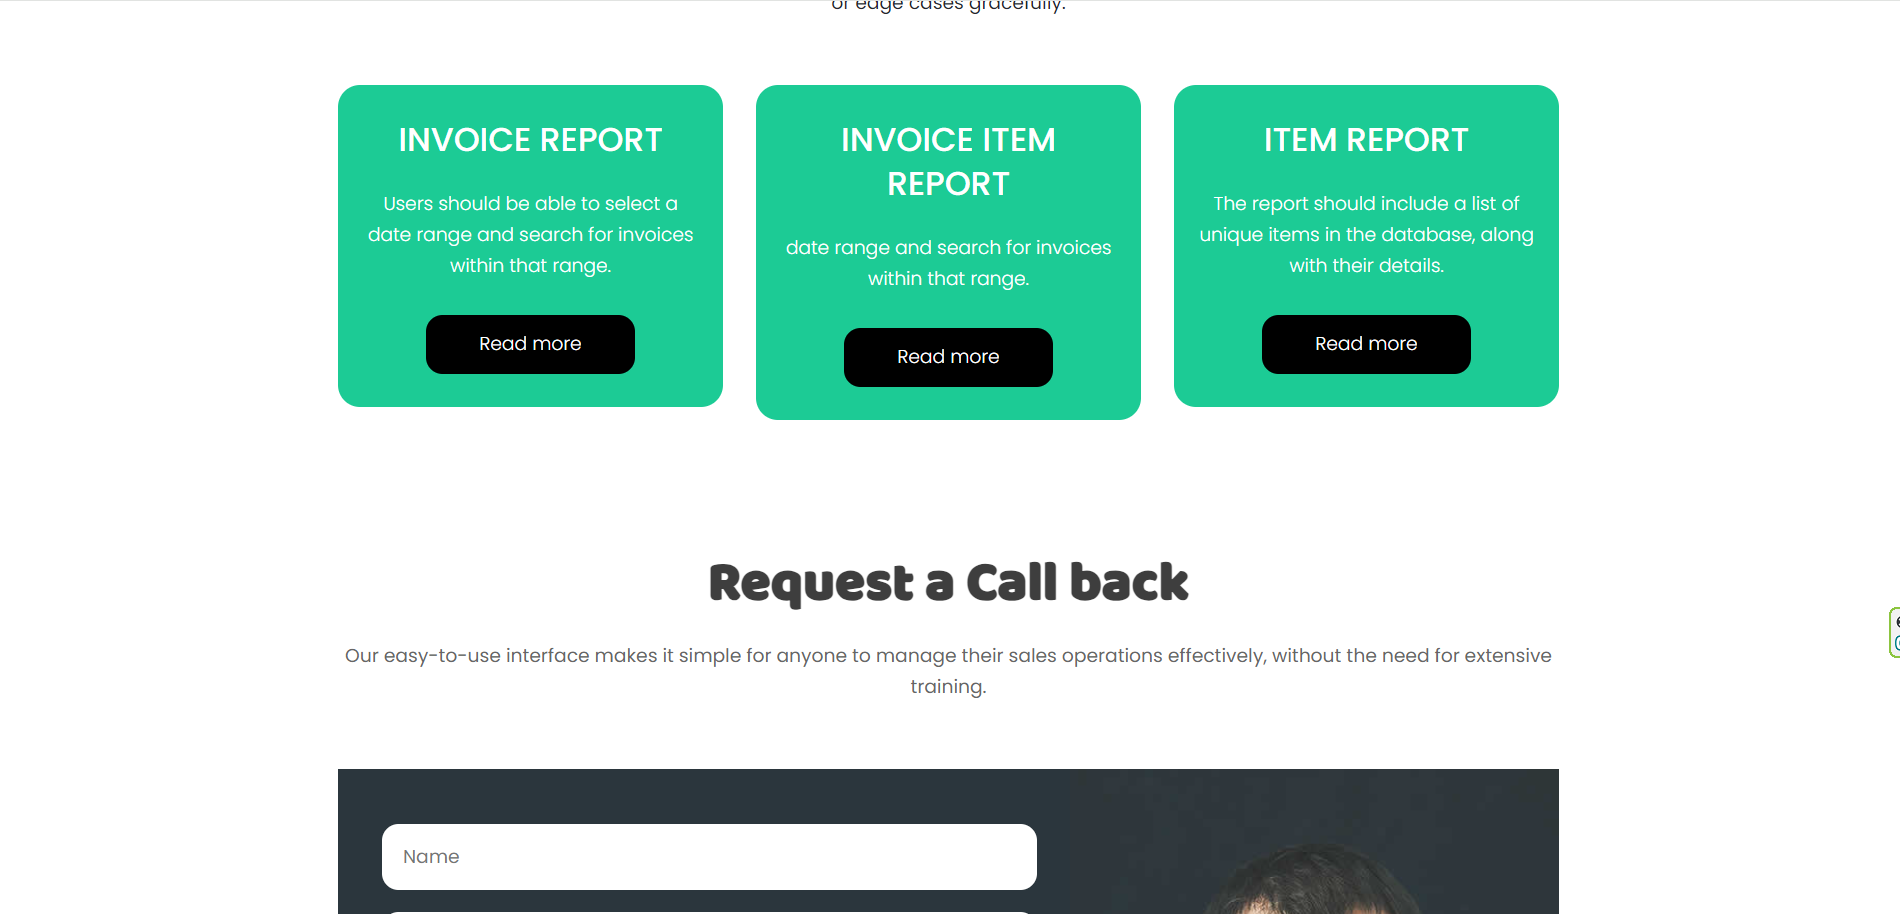 or edge cases gracefully.
INVOICE REPORT
Users should be able to select a
date range and search for invoices
within that range.
Read more
INVOICE ITEM
REPORT
date range and search for invoices
within that range.
Read more
ITEM REPORT
The report should include a list of
unique items in the database, along
with their details.
Read more
Request a Call back
Our easy-to-use interface makes it simple for anyone to manage their sales operations effectively, without the need for extensive
training.
Name